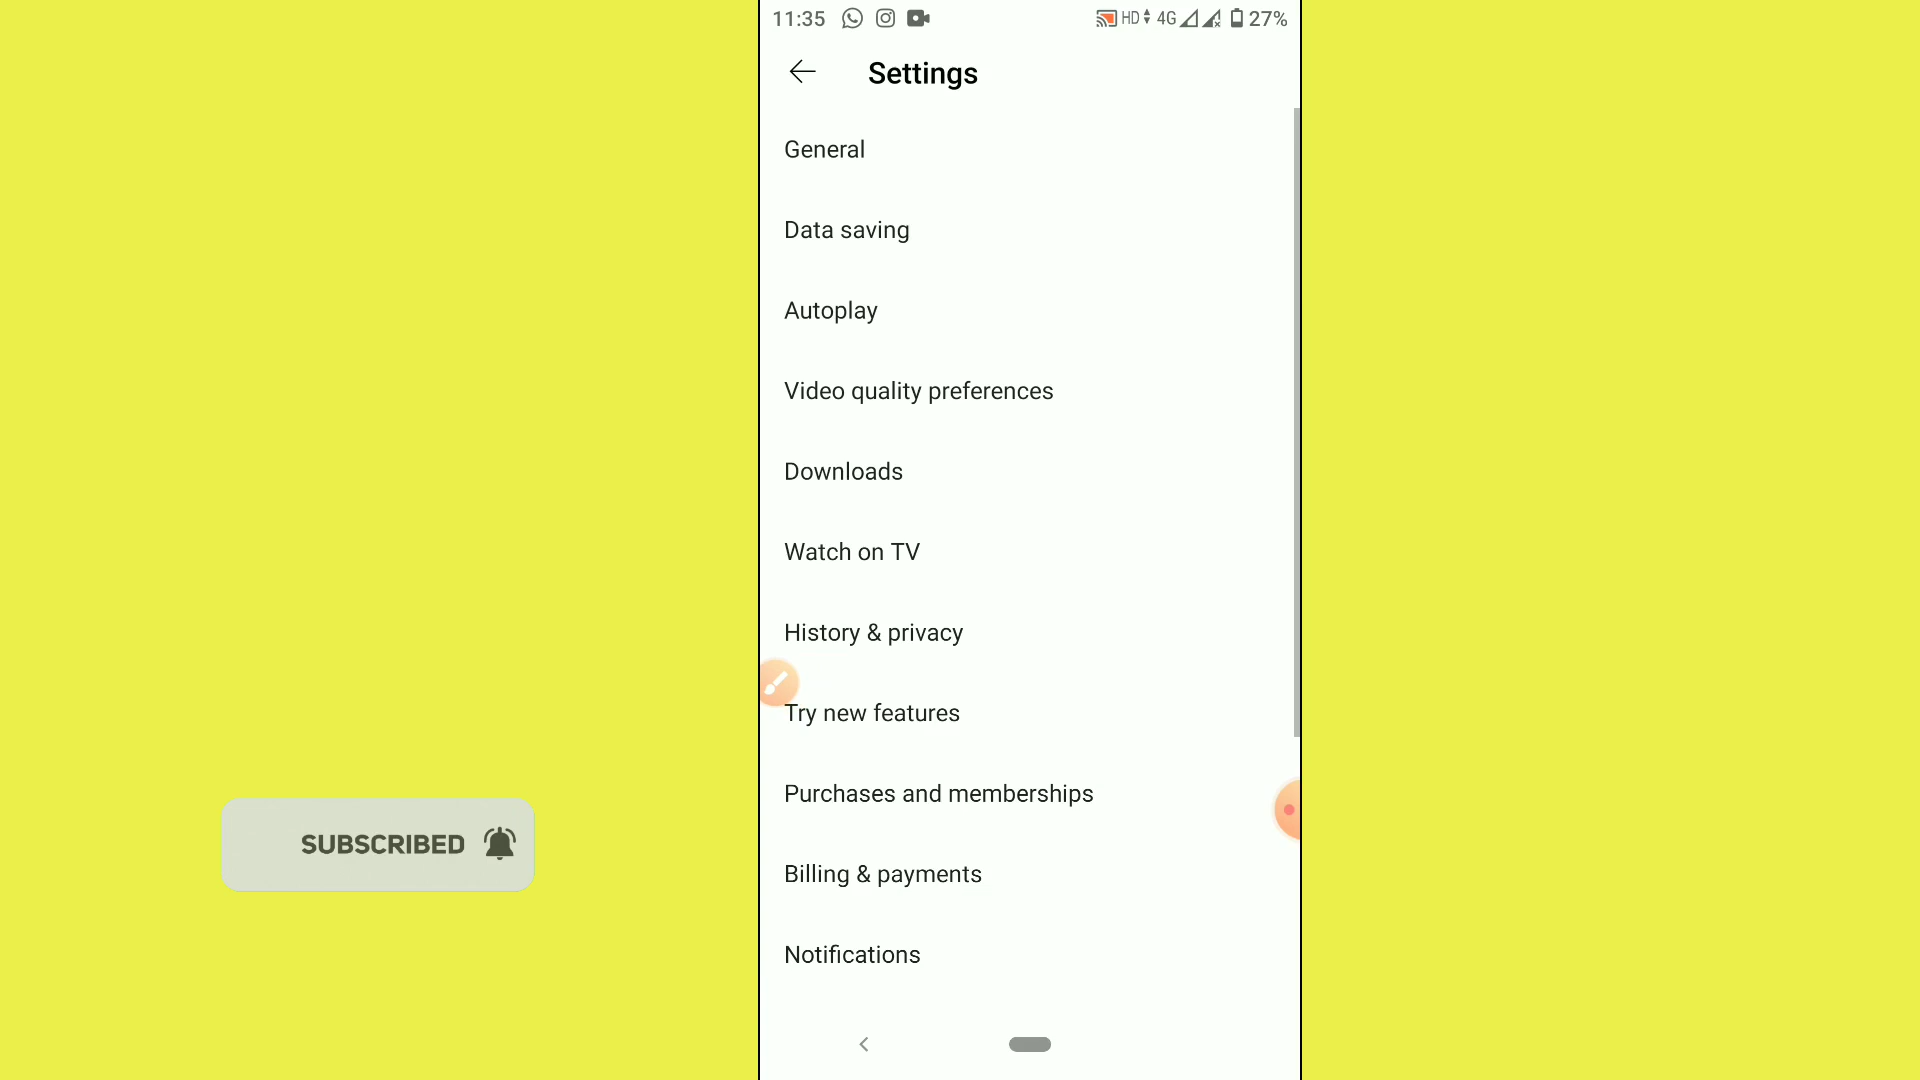 11:35 HD 4G 27%
Settings
General
Data saving
Autoplay
Video quality preferences
Downloads
Watch on TV
History & privacy
Try new features
Purchases and memberships
SUBSCRIBED
Billing & payments
Notifications